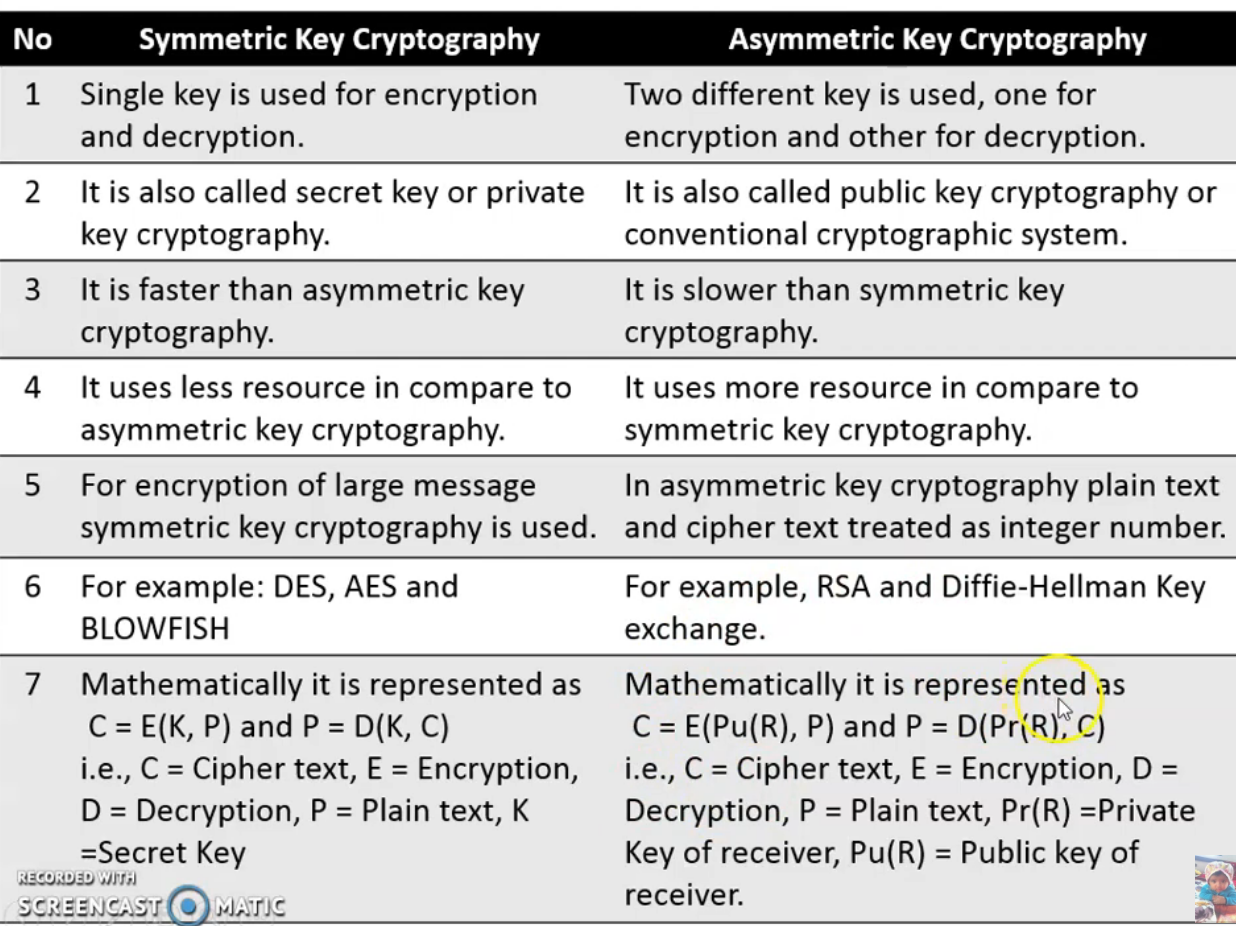 No Symmetric Key Cryptography Asymmetric Key Cryptography
1 Single key is used for encryption
and decryption.
Two different key is used, one for
encryption and other for decryption.
2 It is also called secret key or private
key cryptography.
It is also called public key cryptography or
conventional cryptographic system.
3 It is faster than asymmetric key
cryptography.
It is slower than symmetric key
cryptography.
4 It uses less resource in compare to
asymmetric key cryptography.
It uses more resource in compare to
symmetric key cryptography.
5 For encryption of large message
symmetric key cryptography is used.
In asymmetric key cryptography plain text
and cipher text treated as integer number.
6 For example: DES, AES and
BLOWFISH
For example, RSA and Diffie-Hellman Key
exchange.
7 Mathematically it is represented as
C = E(K, P) and P = D(K, C)
i.e., C = Cipher text, E = Encryption,
D = Decryption, P = Plain text, K
=Secret Key
Mathematically it is represented as
C = E(Pu(R), P) and P = D(Pr(R), C)
i.e., C = Cipher text, E = Encryption, D =
Decryption, P = Plain text, Pr(R) =Private
Key of receiver, Pu(R) = Public key of
receiver.
RECORDED WITH
SCREENCAST MATIC